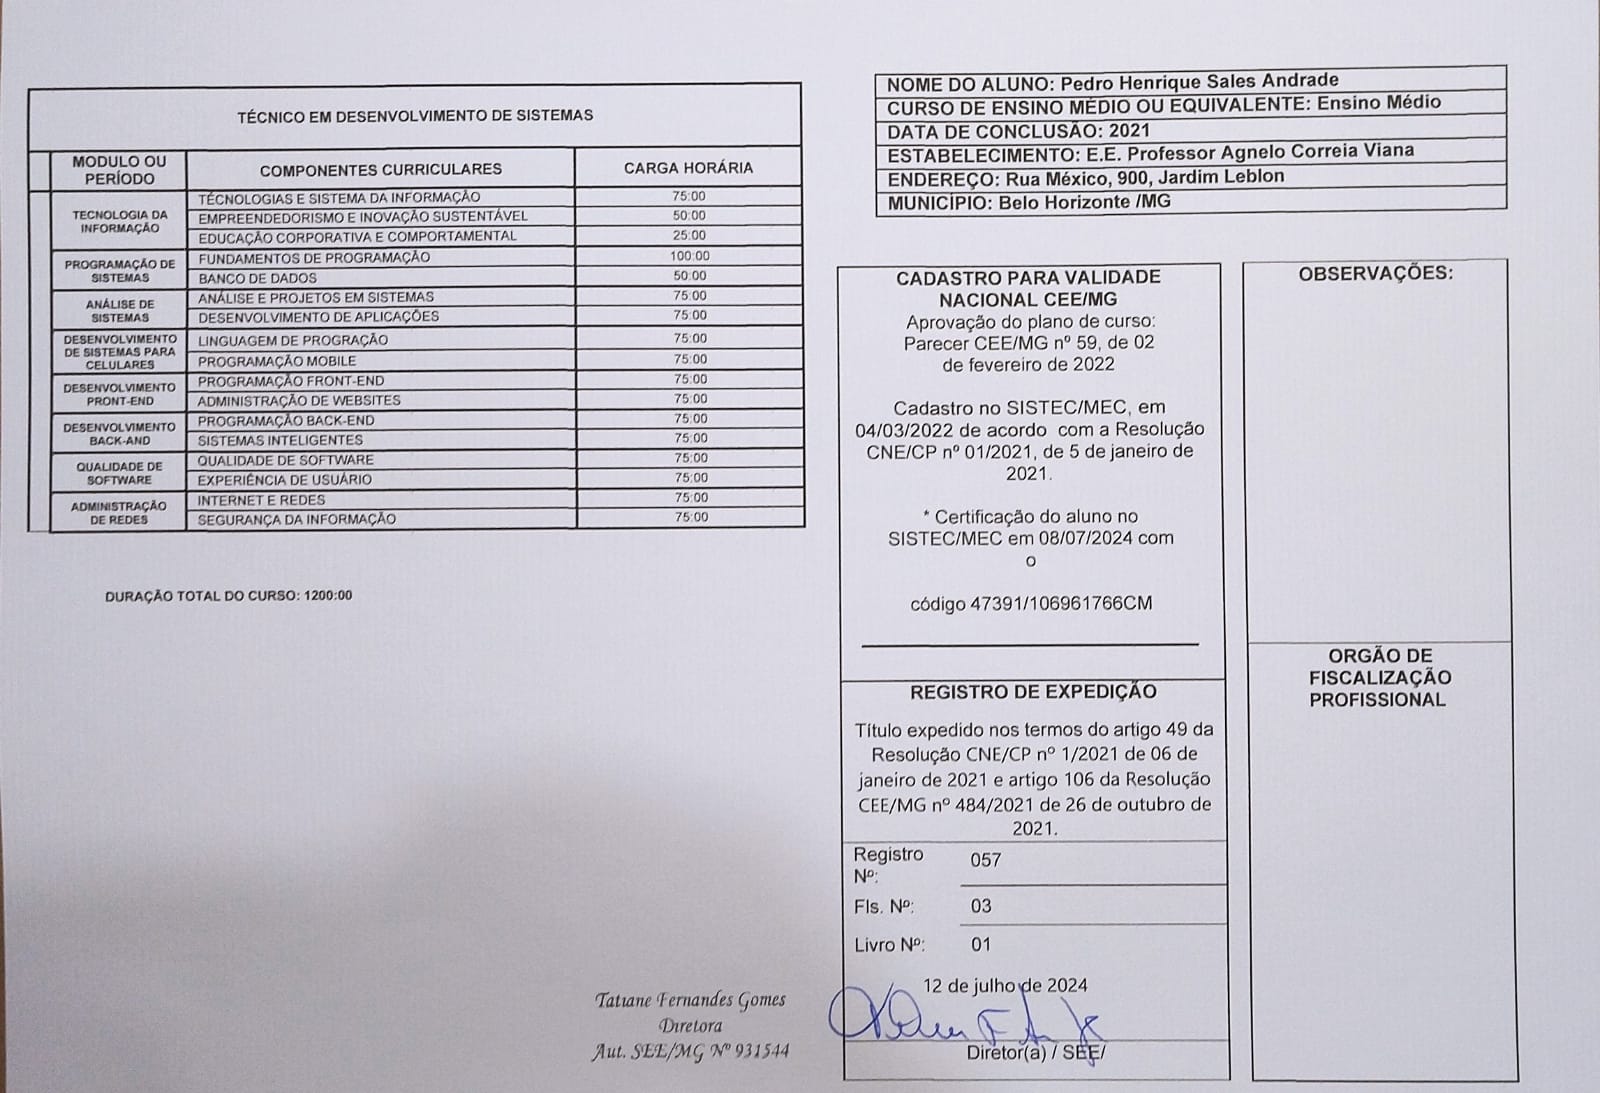 TÉCNICO EM DESENVOLVIMENTO DE SISTEMAS
MODULO OU PERÍODO COMPONENTES CURRICULARES CARGA HORÁRIA
TECNOLOGIA DA INFORMAÇÃO
TÉCNOLOGIAS E SISTEMA DA INFORMAÇÃO 75:00
EMPREENDEDORISMO E INOVAÇÃO SUSTENTÁVEL 50:00
EDUCAÇÃO CORPORATIVA E COMPORTAMENTAL 25:00
PROGRAMAÇÃO DE SISTEMAS
FUNDAMENTOS DE PROGRAMAÇÃO 100:00
BANCO DE DADOS 50:00
ANÁLISE DE SISTEMAS
ANÁLISE E PROJETOS EM SISTEMAS 75:00
DESENVOLVIMENTO DE APLICAÇÕES 75:00
DESENVOLVIMENTO DE SISTEMAS PARA CELULARES
LINGUAGEM DE PROGRAÇÃO 75:00
PROGRAMAÇÃO MOBILE 75:00
DESENVOLVIMENTO PRONT-END
PROGRAMAÇÃO FRONT-END 75:00
ADMINISTRAÇÃO DE WEBSITES 75:00
DESENVOLVIMENTO BACK-AND
PROGRAMAÇÃO BACK-END 75:00
SISTEMAS INTELIGENTES 75:00
QUALIDADE DE SOFTWARE
QUALIDADE DE SOFTWARE 75:00
EXPERIÊNCIA DE USUÁRIO 75:00
ADMINISTRAÇÃO DE REDES
INTERNET E REDES 75:00
SEGURANÇA DA INFORMAÇÃO 75:00
DURAÇÃO TOTAL DO CURSO: 1200:00
NOME DO ALUNO: Pedro Henrique Sales Andrade
CURSO DE ENSINO MÉDIO OU EQUIVALENTE: Ensino Médio
DATA DE CONCLUSÃO: 2021
ESTABELECIMENTO: E.E. Professor Agnelo Correia Viana
ENDEREÇO: Rua México, 900, Jardim Leblon
MUNICÍPIO: Belo Horizonte /MG
CADASTRO PARA VALIDADE
NACIONAL CEE/MG
Aprovação do plano de curso:
Parecer CEE/MG nº 59, de 02
de fevereiro de 2022
Cadastro no SISTEC/MEC, em
04/03/2022 de acordo com a Resolução
CNE/CP nº 01/2021, de 5 de janeiro de
2021.
* Certificação do aluno no
SISTEC/MEC em 08/07/2024 com
o
código 47391/106961766CM
REGISTRO DE EXPEDIÇÃO
Título expedido nos termos do artigo 49 da
Resolução CNE/CP nº 1/2021 de 06 de
janeiro de 2021 e artigo 106 da Resolução
CEE/MG nº 484/2021 de 26 de outubro de
2021.
Registro Nº: 057
Fls. Nº: 03
Livro Nº: 01
12 de julho de 2024
Diretor(a) / SEE/
OBSERVAÇÕES:
ORGÃO DE
FISCALIZAÇÃO
PROFISSIONAL
Tatiane Fernandes Gomes
Diretora
Aut. SEE/MG Nº 931544